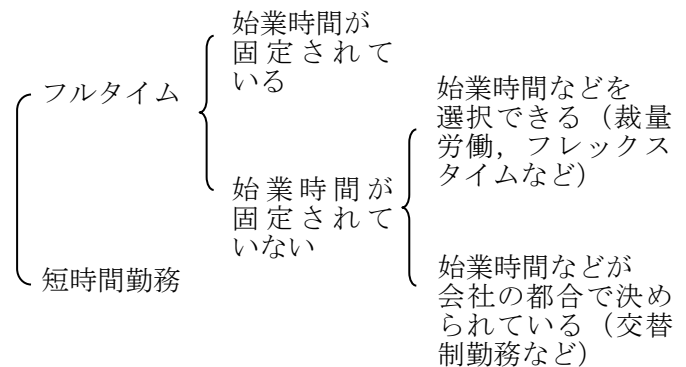 フルタイム
短時間勤務
始業時間が
固定されて
いる
始業時間が
固定されて
いない
始業時間などを
選択できる（裁量
労働，フレックス
タイムなど）
始業時間などが
会社の都合で決め
られている（交替
制勤務など）